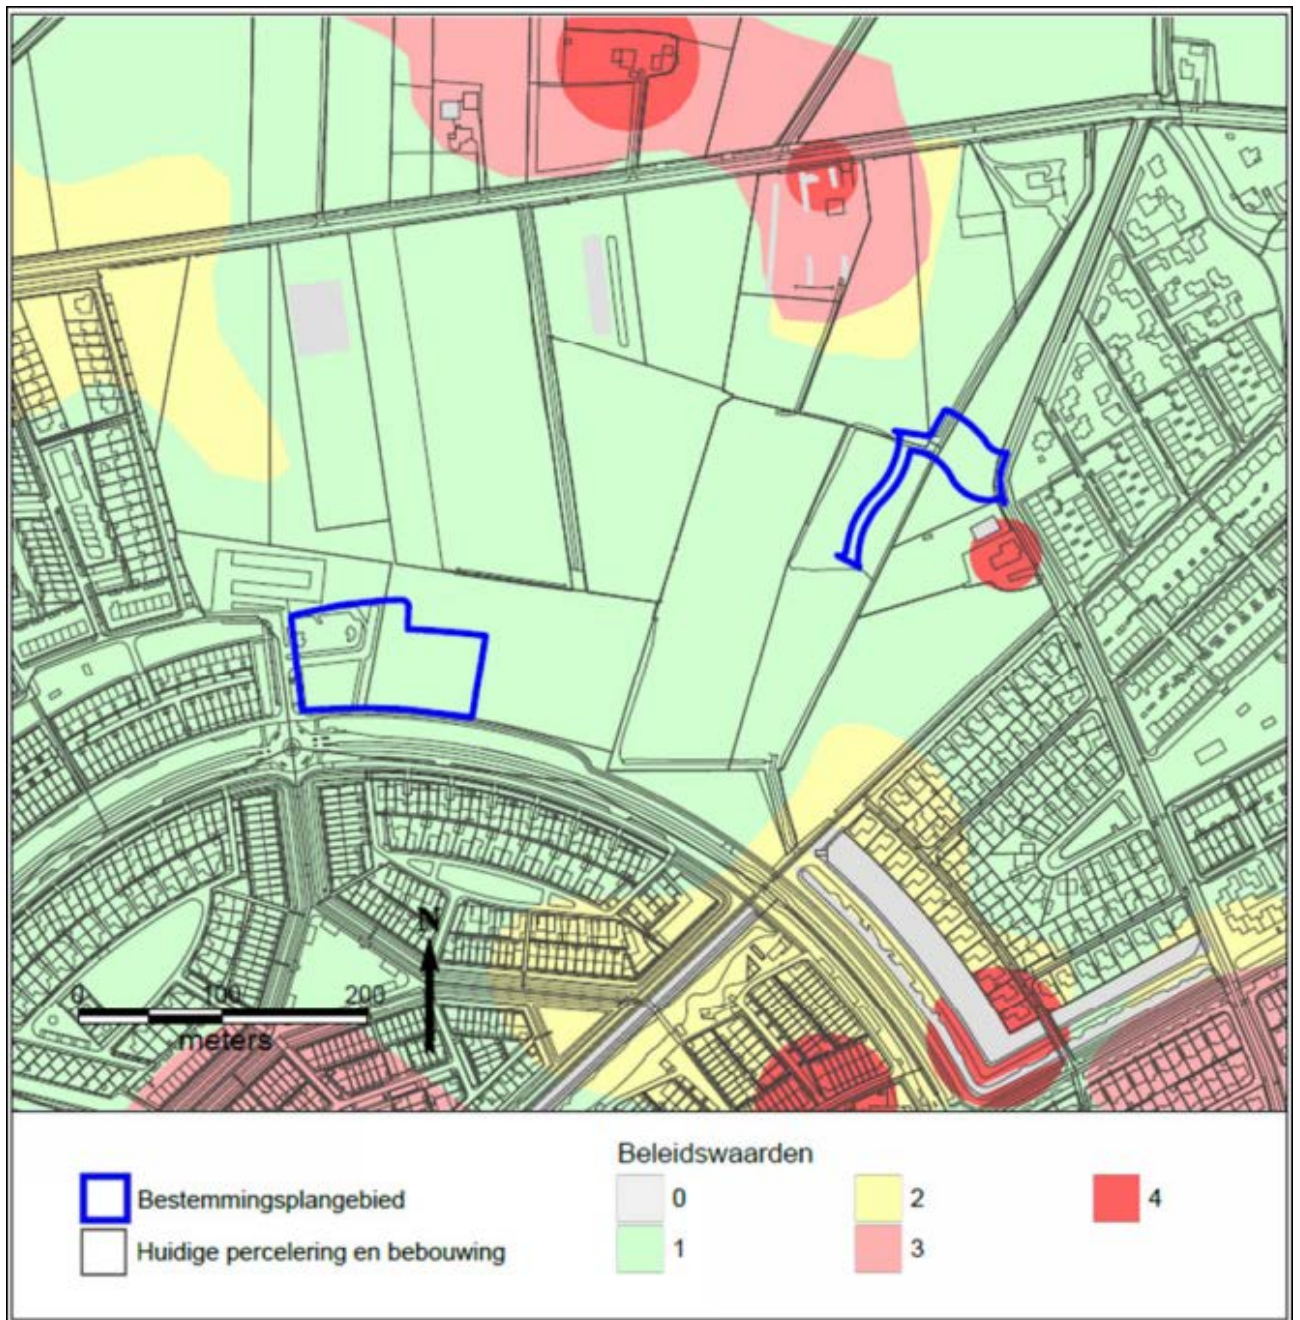 N
0 100 200
meters
Beleidswaarden
Bestemmingsplangebied
Huidige percelering en bebouwing
0
1
2
3
4